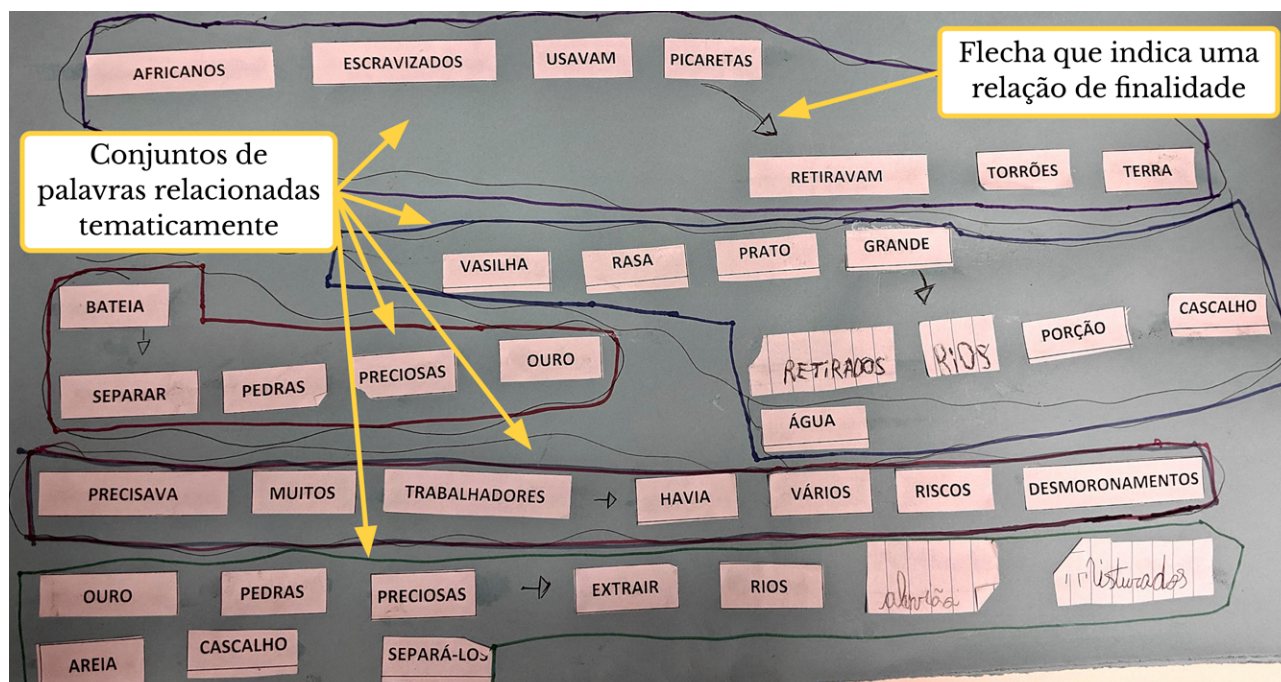 AFRICANOS ESCRAVIZADOS USAVAM PICARETAS
Flecha que indica uma
relação de finalidade
Conjuntos de
palavras relacionadas
tematicamente
RETIRAVAM TORRÕES TERRA
VASILHA RASA PRATO GRANDE
BATEIA
SEPARAR PEDRAS PRECIOSAS OURO
RETIRADOS RIOS PORÇÃO CASCALHO
ÁGUA
PRECISAVA MUITOS TRABALHADORES HAVIA VÁRIOS RISCOS DESMORONAMENTOS
OURO PEDRAS PRECIOSAS EXTRAIR RIOS aluvião Misturados
AREIA CASCALHO SEPARÁ-LOS